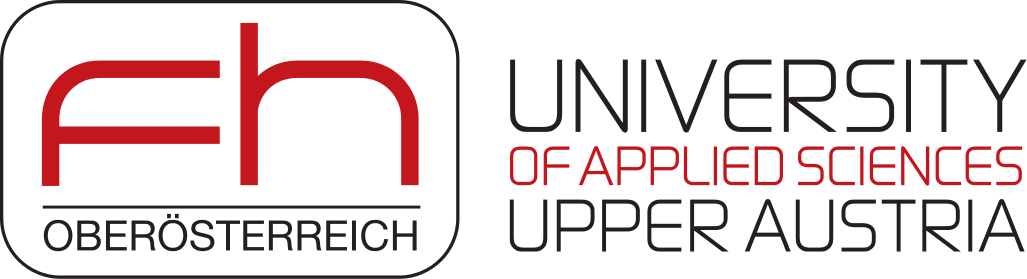 fh
OBERÖSTERREICH
UNIVERSITY
OF APPLIED SCIENCES
UPPER AUSTRIA